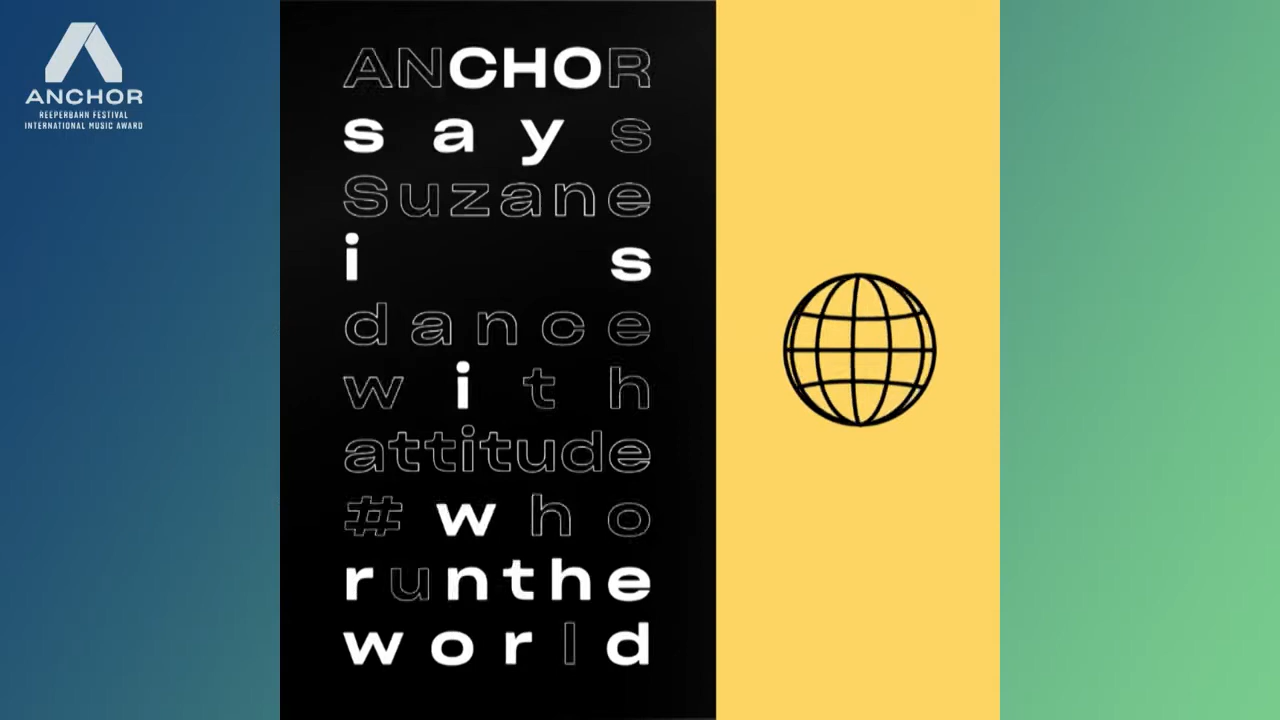 ANCHOR
REEPERBAHN FESTIVAL
INTERNATIONAL MUSIC AWARD
ANCHOR
says
Suzane
is
dance
with
attitude
#who
runthe
world